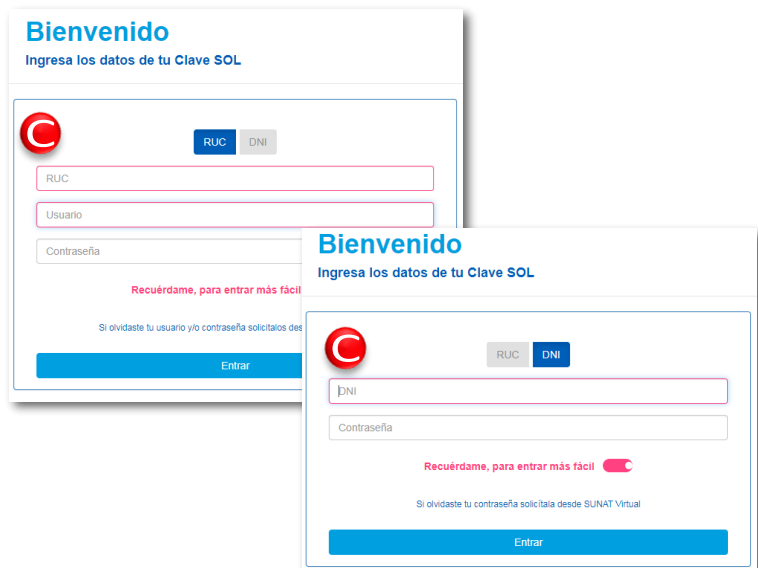 Bienvenido
Ingresa los datos de tu Clave SOL
C
RUC DNI
RUC
Usuario
Contraseña
Recuérdame, para entrar más fácil
Si olvidaste tu usuario y/o contraseña solicítalos des
Entrar
Bienvenido
Ingresa los datos de tu Clave SOL
C
RUC DNI
DNI
Contraseña
Recuérdame, para entrar más fácil
Si olvidaste tu contraseña solicítala desde SUNAT Virtual
Entrar